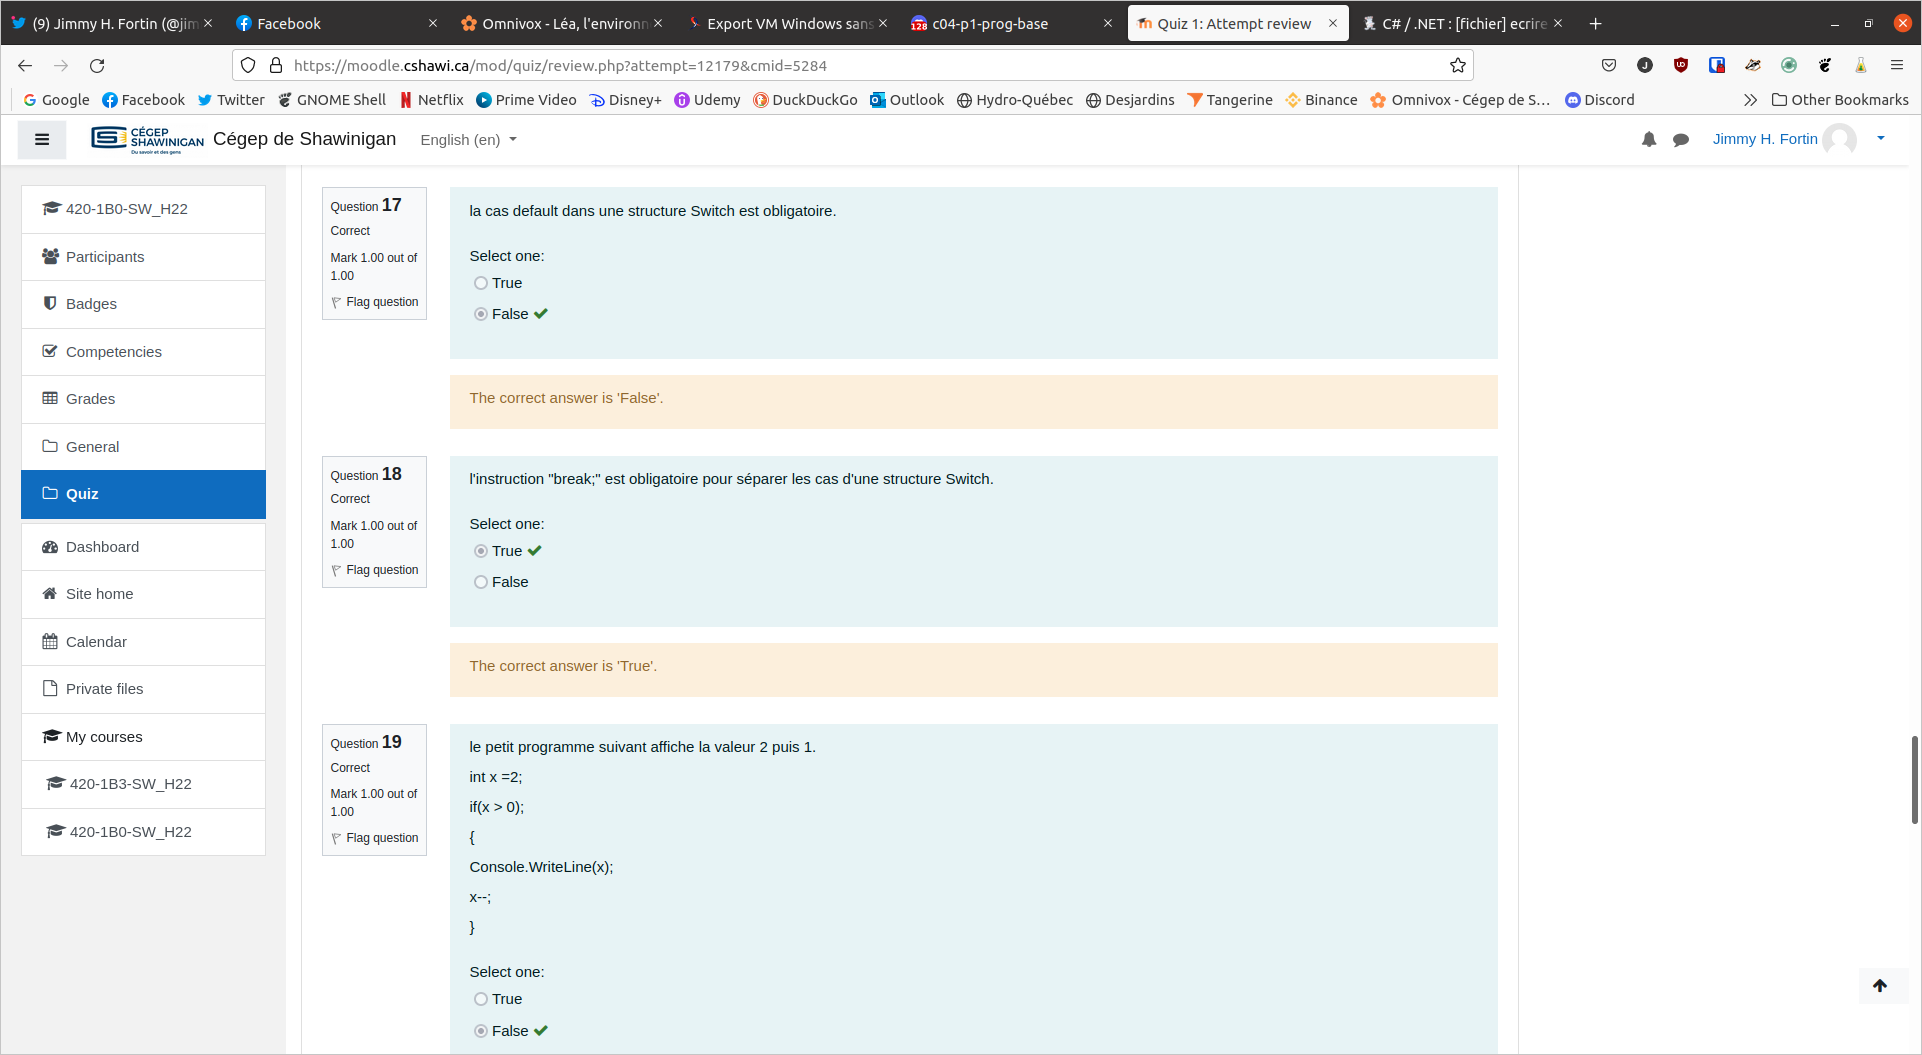 (9) Jimmy H. Fortin (@jim
Facebook
Omnivox - Léa, l'environn
Export VM Windows sans
128
c04-p1-prog-base
Quiz 1: Attempt review
C# / .NET : [fichier] ecrire
https://moodle.cshawi.ca/mod/quiz/review.php?attempt=12179&cmid=5284
Google
Facebook
Twitter
GNOME Shell
Netflix
Prime Video
Disney+
Udemy
DuckDuckGo
Outlook
Hydro-Québec
Desjardins
Tangerine
Binance
Omnivox - Cégep de S…
Discord
Other Bookmarks
CÉGEP
SHAWINIGAN
Du savoir et des gens
Cégep de Shawinigan
English (en)
Jimmy H. Fortin
420-1B0-SW_H22
Participants
Badges
Competencies
Grades
General
Quiz
Dashboard
Site home
Calendar
Private files
My courses
420-1B3-SW_H22
420-1B0-SW_H22
Question 17
Correct
Mark 1.00 out of
1.00
Flag question
la cas default dans une structure Switch est obligatoire.
Select one:
True
False
The correct answer is 'False'.
Question 18
Correct
Mark 1.00 out of
1.00
Flag question
l'instruction "break;" est obligatoire pour séparer les cas d'une structure Switch.
Select one:
True
False
The correct answer is 'True'.
Question 19
Correct
Mark 1.00 out of
1.00
Flag question
le petit programme suivant affiche la valeur 2 puis 1.
int x =2;
if(x > 0);
{
Console.WriteLine(x);
x--;
}
Select one:
True
False